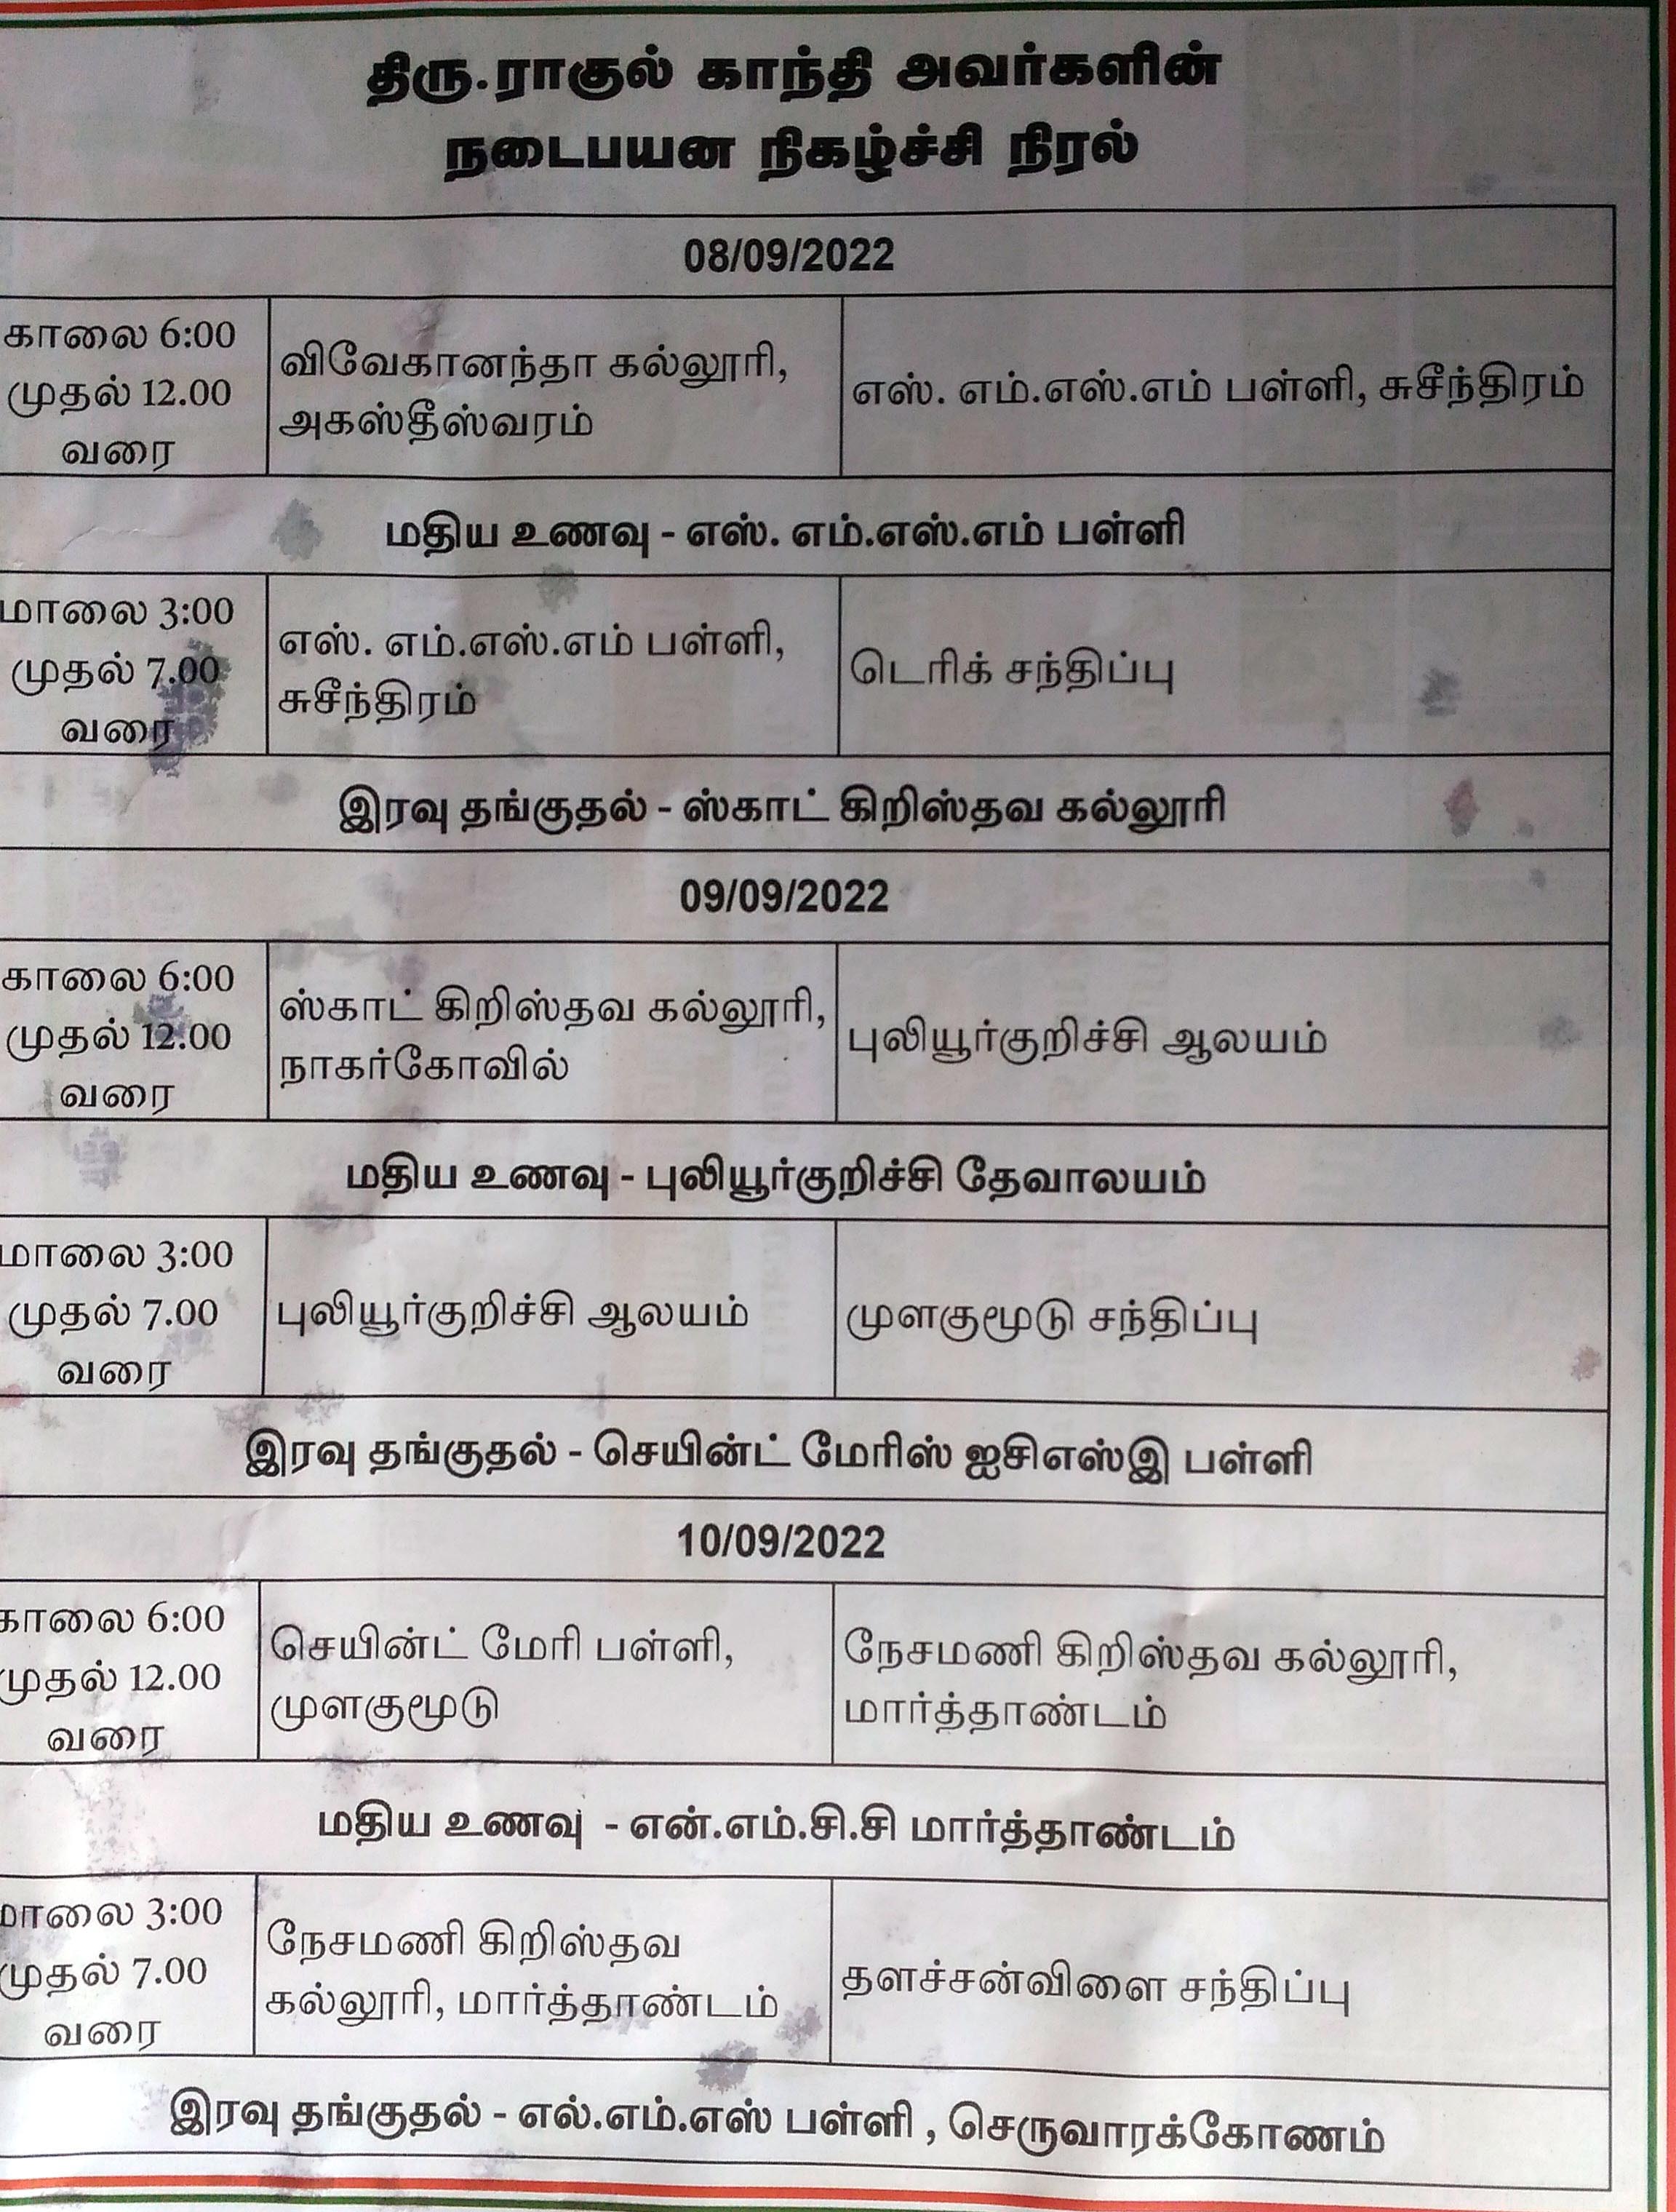 திரு.ராகுல் காந்தி அவர்களின்
நடைபயன நிகழ்ச்சி நிரல்
08/09/2022
காலை 6:00
முதல் 12.00
வரை
விவேகானந்தா கல்லூரி,
அகஸ்தீஸ்வரம்
எஸ். எம்.எஸ்.எம் பள்ளி, சுசீந்திரம்
மதிய உணவு - எஸ். எம்.எஸ்.எம் பள்ளி
மாலை 3:00
முதல் 7.00
வரை
எஸ். எம்.எஸ்.எம் பள்ளி,
சுசீந்திரம்
டெரிக் சந்திப்பு
இரவு தங்குதல் - ஸ்காட் கிறிஸ்தவ கல்லூரி
09/09/2022
காலை 6:00
முதல் 12.00
வரை
ஸ்காட் கிறிஸ்தவ கல்லூரி,
நாகர்கோவில்
புலியூர்குறிச்சி ஆலயம்
மதிய உணவு - புலியூர்குறிச்சி தேவாலயம்
மாலை 3:00
முதல் 7.00
வரை
புலியூர்குறிச்சி ஆலயம்
முளகுமூடு சந்திப்பு
இரவு தங்குதல் - செயின்ட் மேரிஸ் ஐசிஎஸ்இ பள்ளி
10/09/2022
காலை 6:00
முதல் 12.00
வரை
செயின்ட் மேரி பள்ளி,
முளகுமூடு
நேசமணி கிறிஸ்தவ கல்லூரி,
மார்த்தாண்டம்
மதிய உணவு - என்.எம்.சி.சி மார்த்தாண்டம்
மாலை 3:00
முதல் 7.00
வரை
நேசமணி கிறிஸ்தவ
கல்லூரி, மார்த்தாண்டம்
தளச்சன்விளை சந்திப்பு
இரவு தங்குதல் - எல்.எம்.எஸ் பள்ளி , செருவாரக்கோணம்